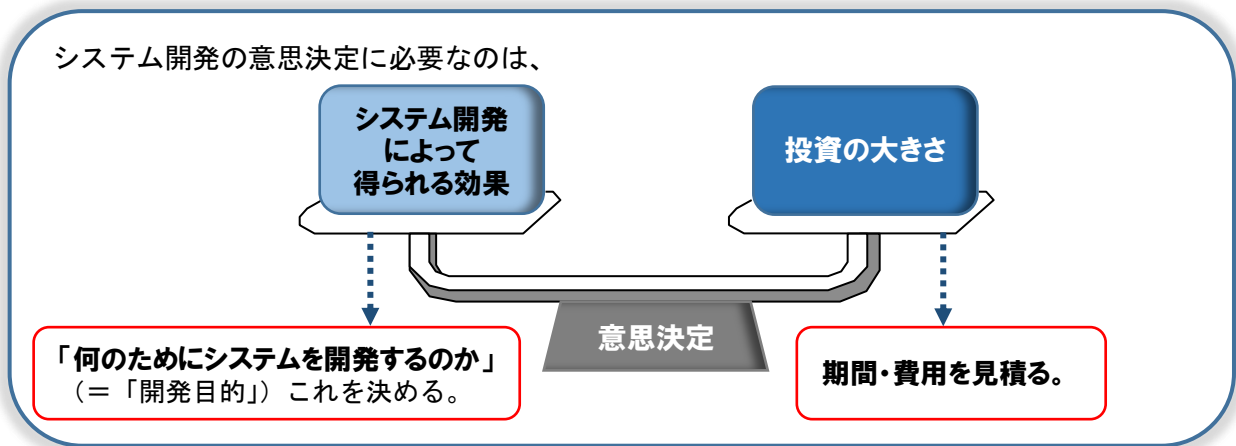 システム開発の意思決定に必要なのは、
システム開発
によって
得られる効果
投資の大きさ
意思決定
「何のためにシステムを開発するのか」
（＝「開発目的」）これを決める。
期間・費用を見積る。